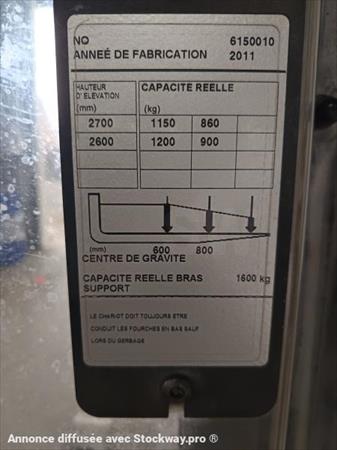 NO 6150010
ANNEÉ DE FABRICATION 2011
HAUTEUR CAPACITE REELLE
D'ELEVATION
(mm) (kg)
2700 1150 860
2600 1200 900
(mm) 600 800
CENTRE DE GRAVITE
CAPACITE REELLE BRAS 1600 kg
SUPPORT
LE CHARIOT DOIT TOUJOURS ETRE
CONDUIT LES FOURCHES EN BAS SAUF
LORS DU GERBAGE
Annonce diffusée avec Stockway.pro ®